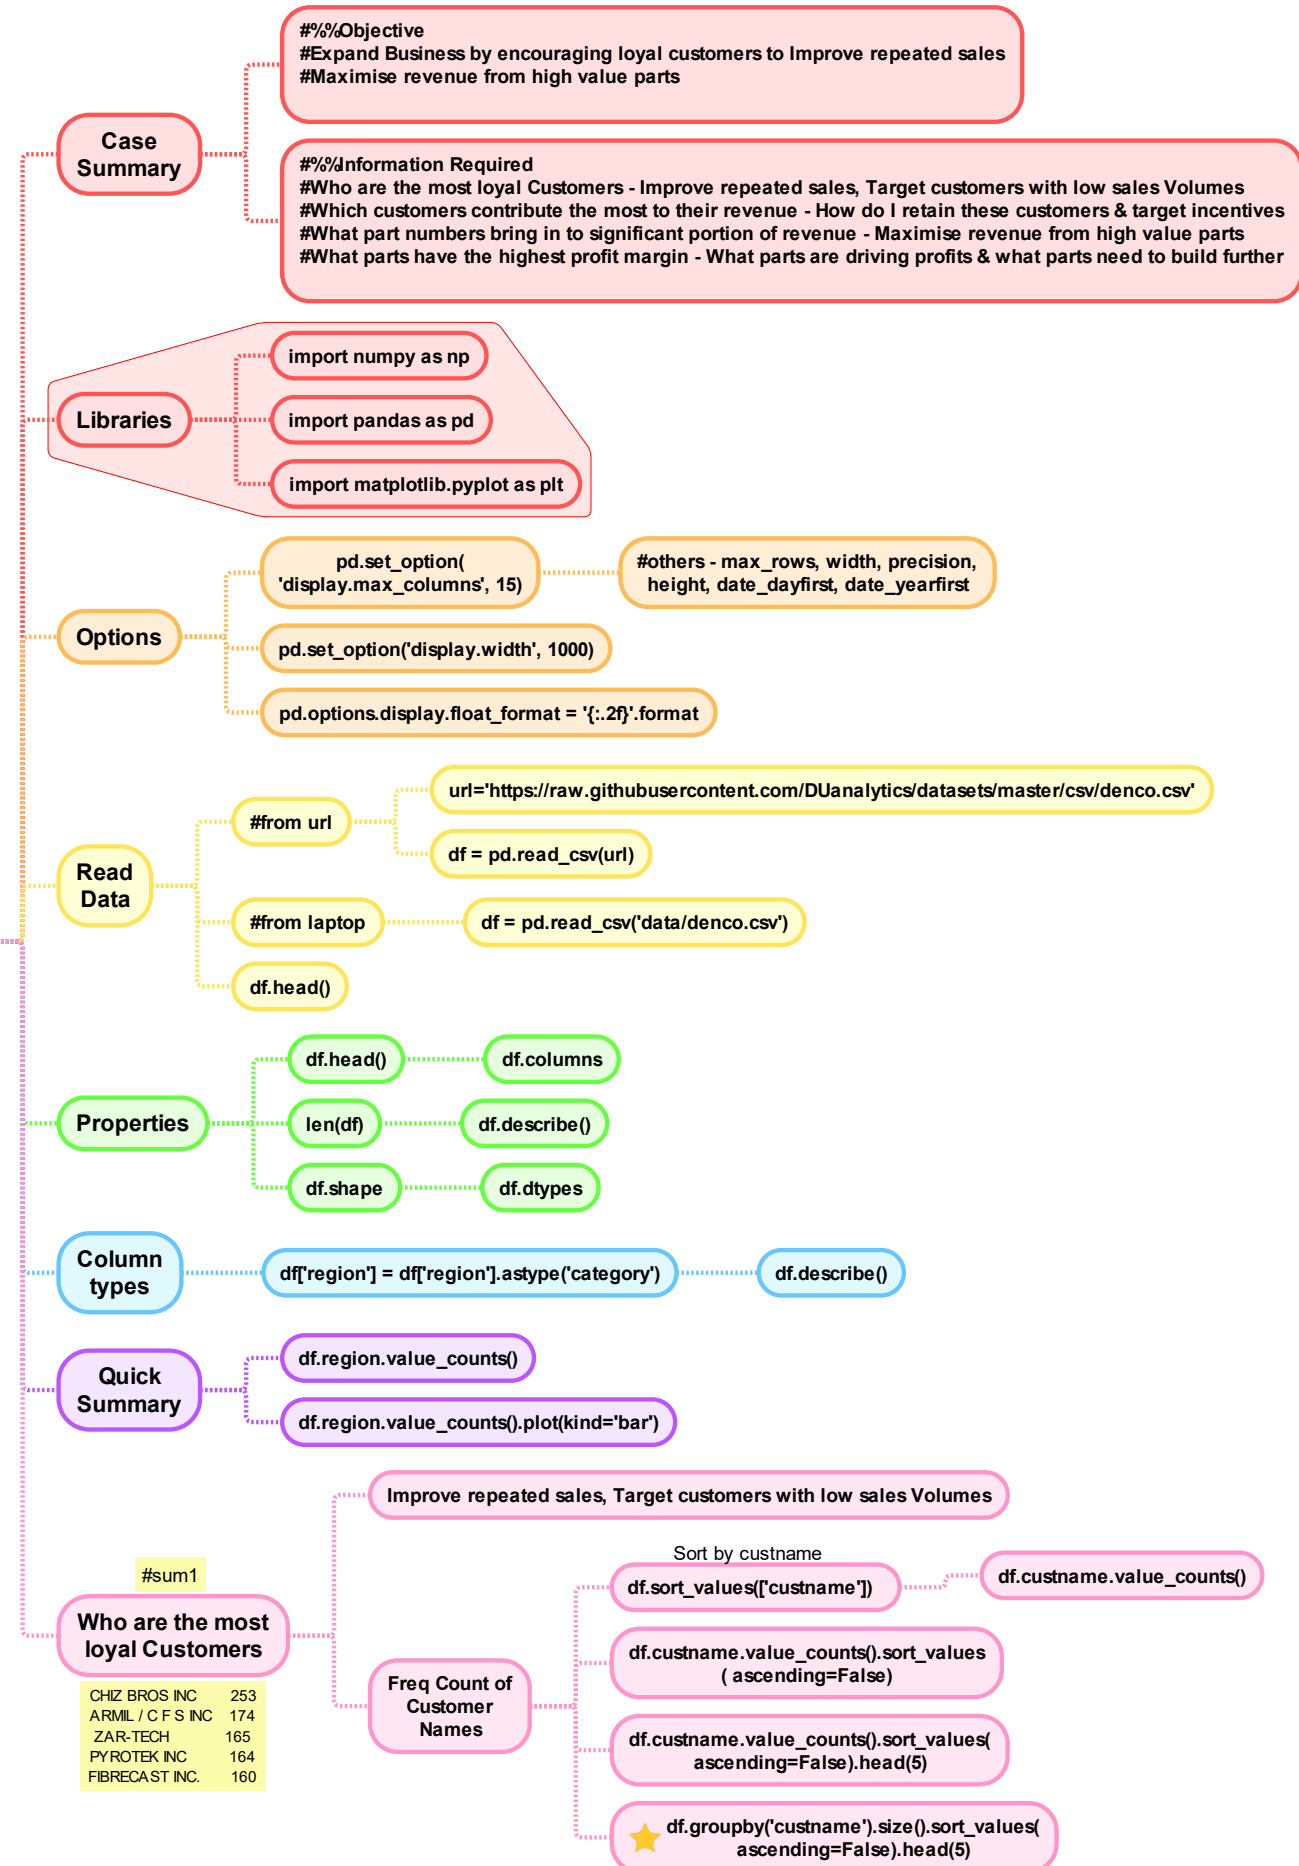 #%%Objective
#Expand Business by encouraging loyal customers to Improve repeated sales
#Maximise revenue from high value parts
Case
Summary
#%%Information Required
#Who are the most loyal Customers - Improve repeated sales, Target customers with low sales Volumes
#Which customers contribute the most to their revenue - How do I retain these customers & target incentives
#What part numbers bring in to significant portion of revenue - Maximise revenue from high value parts
#What parts have the highest profit margin - What parts are driving profits & what parts need to build further
Libraries
import numpy as np
import pandas as pd
import matplotlib.pyplot as plt
Options
pd.set_option(
'display.max_columns', 15)
#others - max_rows, width, precision,
height, date_dayfirst, date_yearfirst
pd.set_option('display.width', 1000)
pd.options.display.float_format = '{:.2f}'.format
Read
Data
#from url
url='https://raw.githubusercontent.com/DUanalytics/datasets/master/csv/denco.csv'
df = pd.read_csv(url)
#from laptop
df = pd.read_csv('data/denco.csv')
df.head()
Properties
df.head()
df.columns
len(df)
df.describe()
df.shape
df.dtypes
Column
types
df['region'] = df['region'].astype('category')
df.describe()
Quick
Summary
df.region.value_counts()
df.region.value_counts().plot(kind='bar')
#sum1
Who are the most
loyal Customers
CHIZ BROS INC 253
ARMIL / C F S INC 174
ZAR-TECH 165
PYROTEK INC 164
FIBRECAST INC. 160
Improve repeated sales, Target customers with low sales Volumes
Freq Count of
Customer
Names
Sort by custname
df.sort_values(['custname'])
df.custname.value_counts()
df.custname.value_counts().sort_values
( ascending=False)
df.custname.value_counts().sort_values(
ascending=False).head(5)
df.groupby('custname').size().sort_values(
ascending=False).head(5)